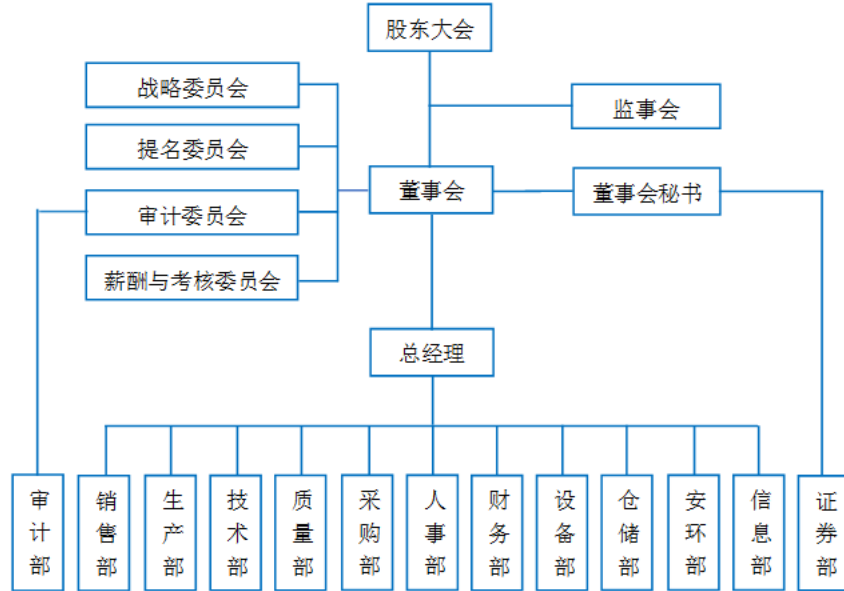 股东大会
战略委员会
监事会
提名委员会
董事会
董事会秘书
审计委员会
薪酬与考核委员会
总经理
审计部
销售部
生产部
技术部
质量部
采购部
人事部
财务部
设备部
仓储部
安环部
信息部
证券部